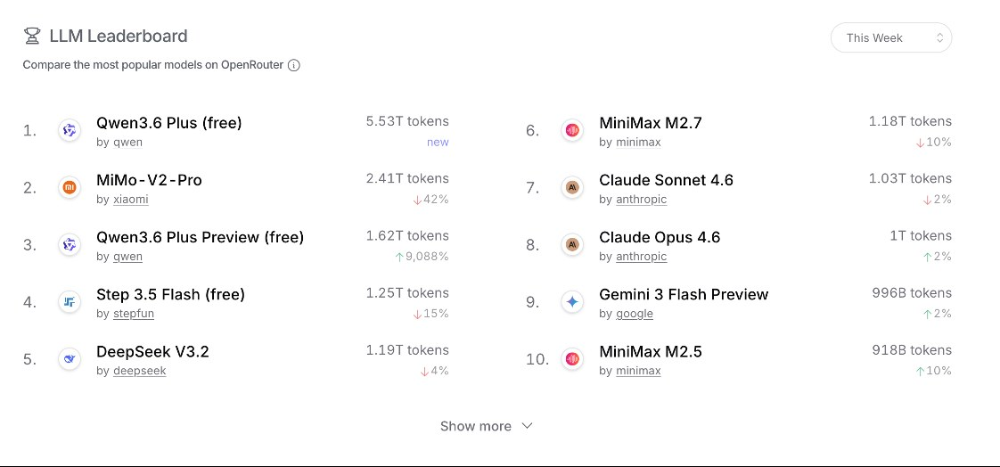 LLM Leaderboard
This Week
Compare the most popular models on OpenRouter
1.
Qwen3.6 Plus (free)
by qwen
5.53T tokens
new
2.
MiMo-V2-Pro
by xiaomi
2.41T tokens
↓42%
3.
Qwen3.6 Plus Preview (free)
by qwen
1.62T tokens
↑9,088%
4.
Step 3.5 Flash (free)
by stepfun
1.25T tokens
↓15%
5.
DeepSeek V3.2
by deepseek
1.19T tokens
↓4%
6.
MiniMax M2.7
by minimax
1.18T tokens
↓10%
7.
Claude Sonnet 4.6
by anthropic
1.03T tokens
↓2%
8.
Claude Opus 4.6
by anthropic
1T tokens
↑2%
9.
Gemini 3 Flash Preview
by google
996B tokens
↑2%
10.
MiniMax M2.5
by minimax
918B tokens
↑10%
Show more